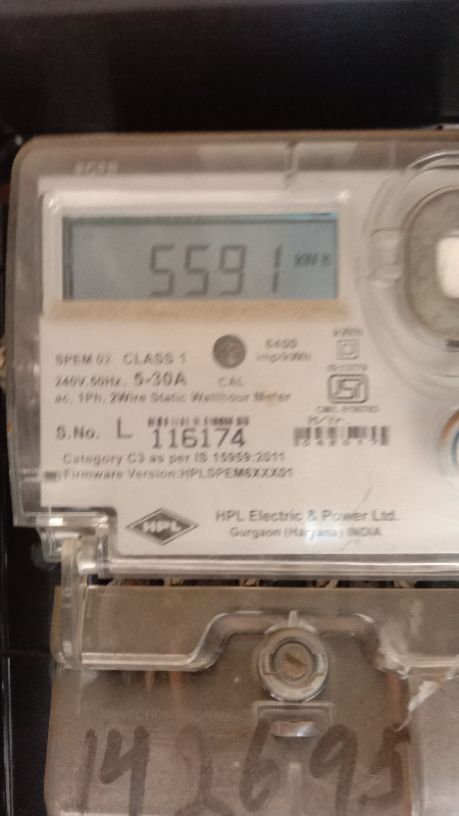 5591 kWh
SPEM 02 CLASS 1
240V, 50Hz, 5-30A
CAL
imp/kWh
ac, 1Ph, 2Wire Static Watthour Meter
S.No. L 116174
Category C3 as per IS 15959:2011
Firmware Version:HPLSPEM6XXX01
HPL
HPL Electric & Power Ltd.
Gurgaon (Haryana) INDIA
142695